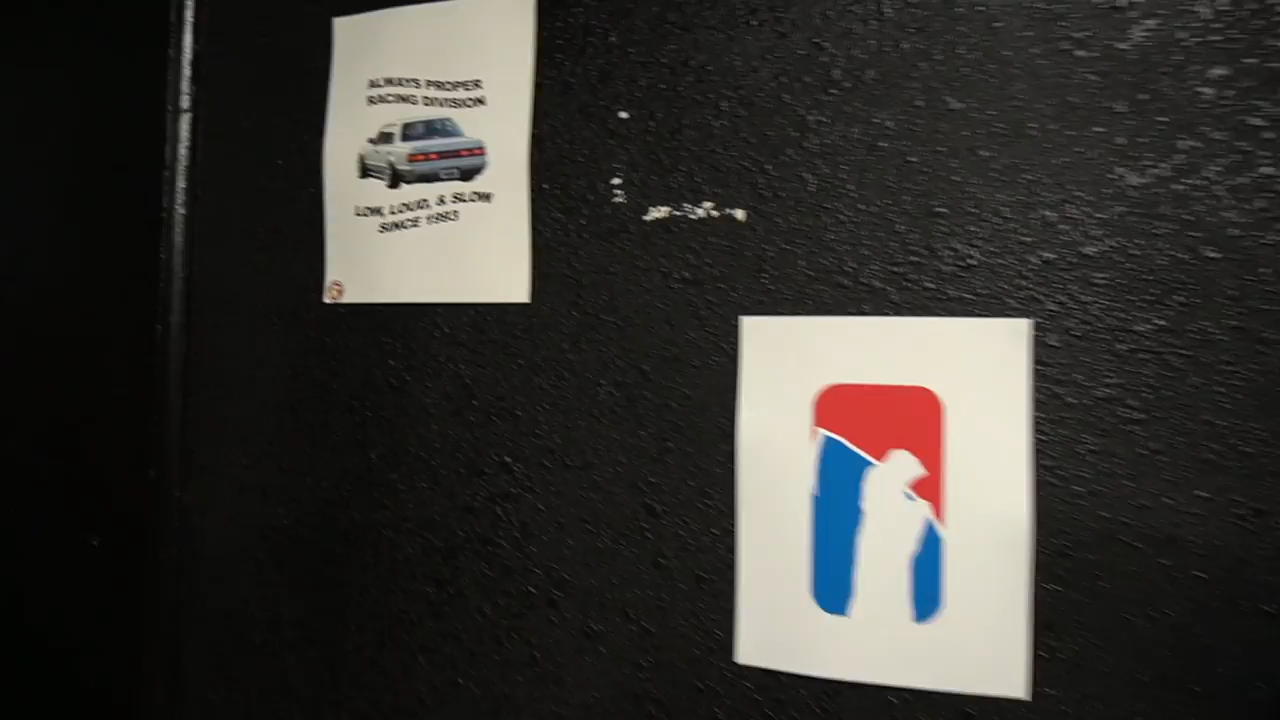 ALWAYS PROPER
RACING DIVISION
LOW, LOUD, & SLOW
SINCE 1993